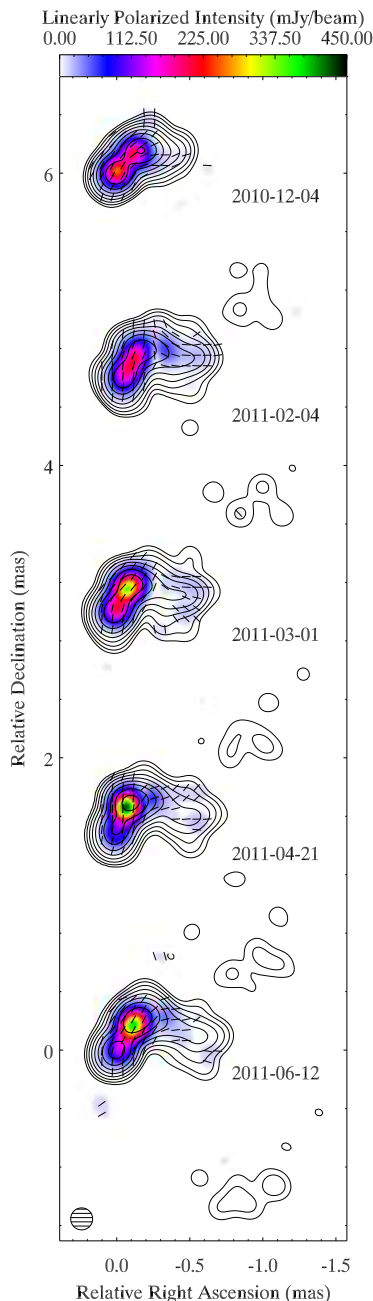 Linearly Polarized Intensity (mJy/beam)
0.00 112.50 225.00 337.50 450.00
6
2010-12-04
2011-02-04
4
2011-03-01
Relative Declination (mas)
2
2011-04-21
0
2011-06-12
0.0 -0.5 -1.0 -1.5
Relative Right Ascension (mas)